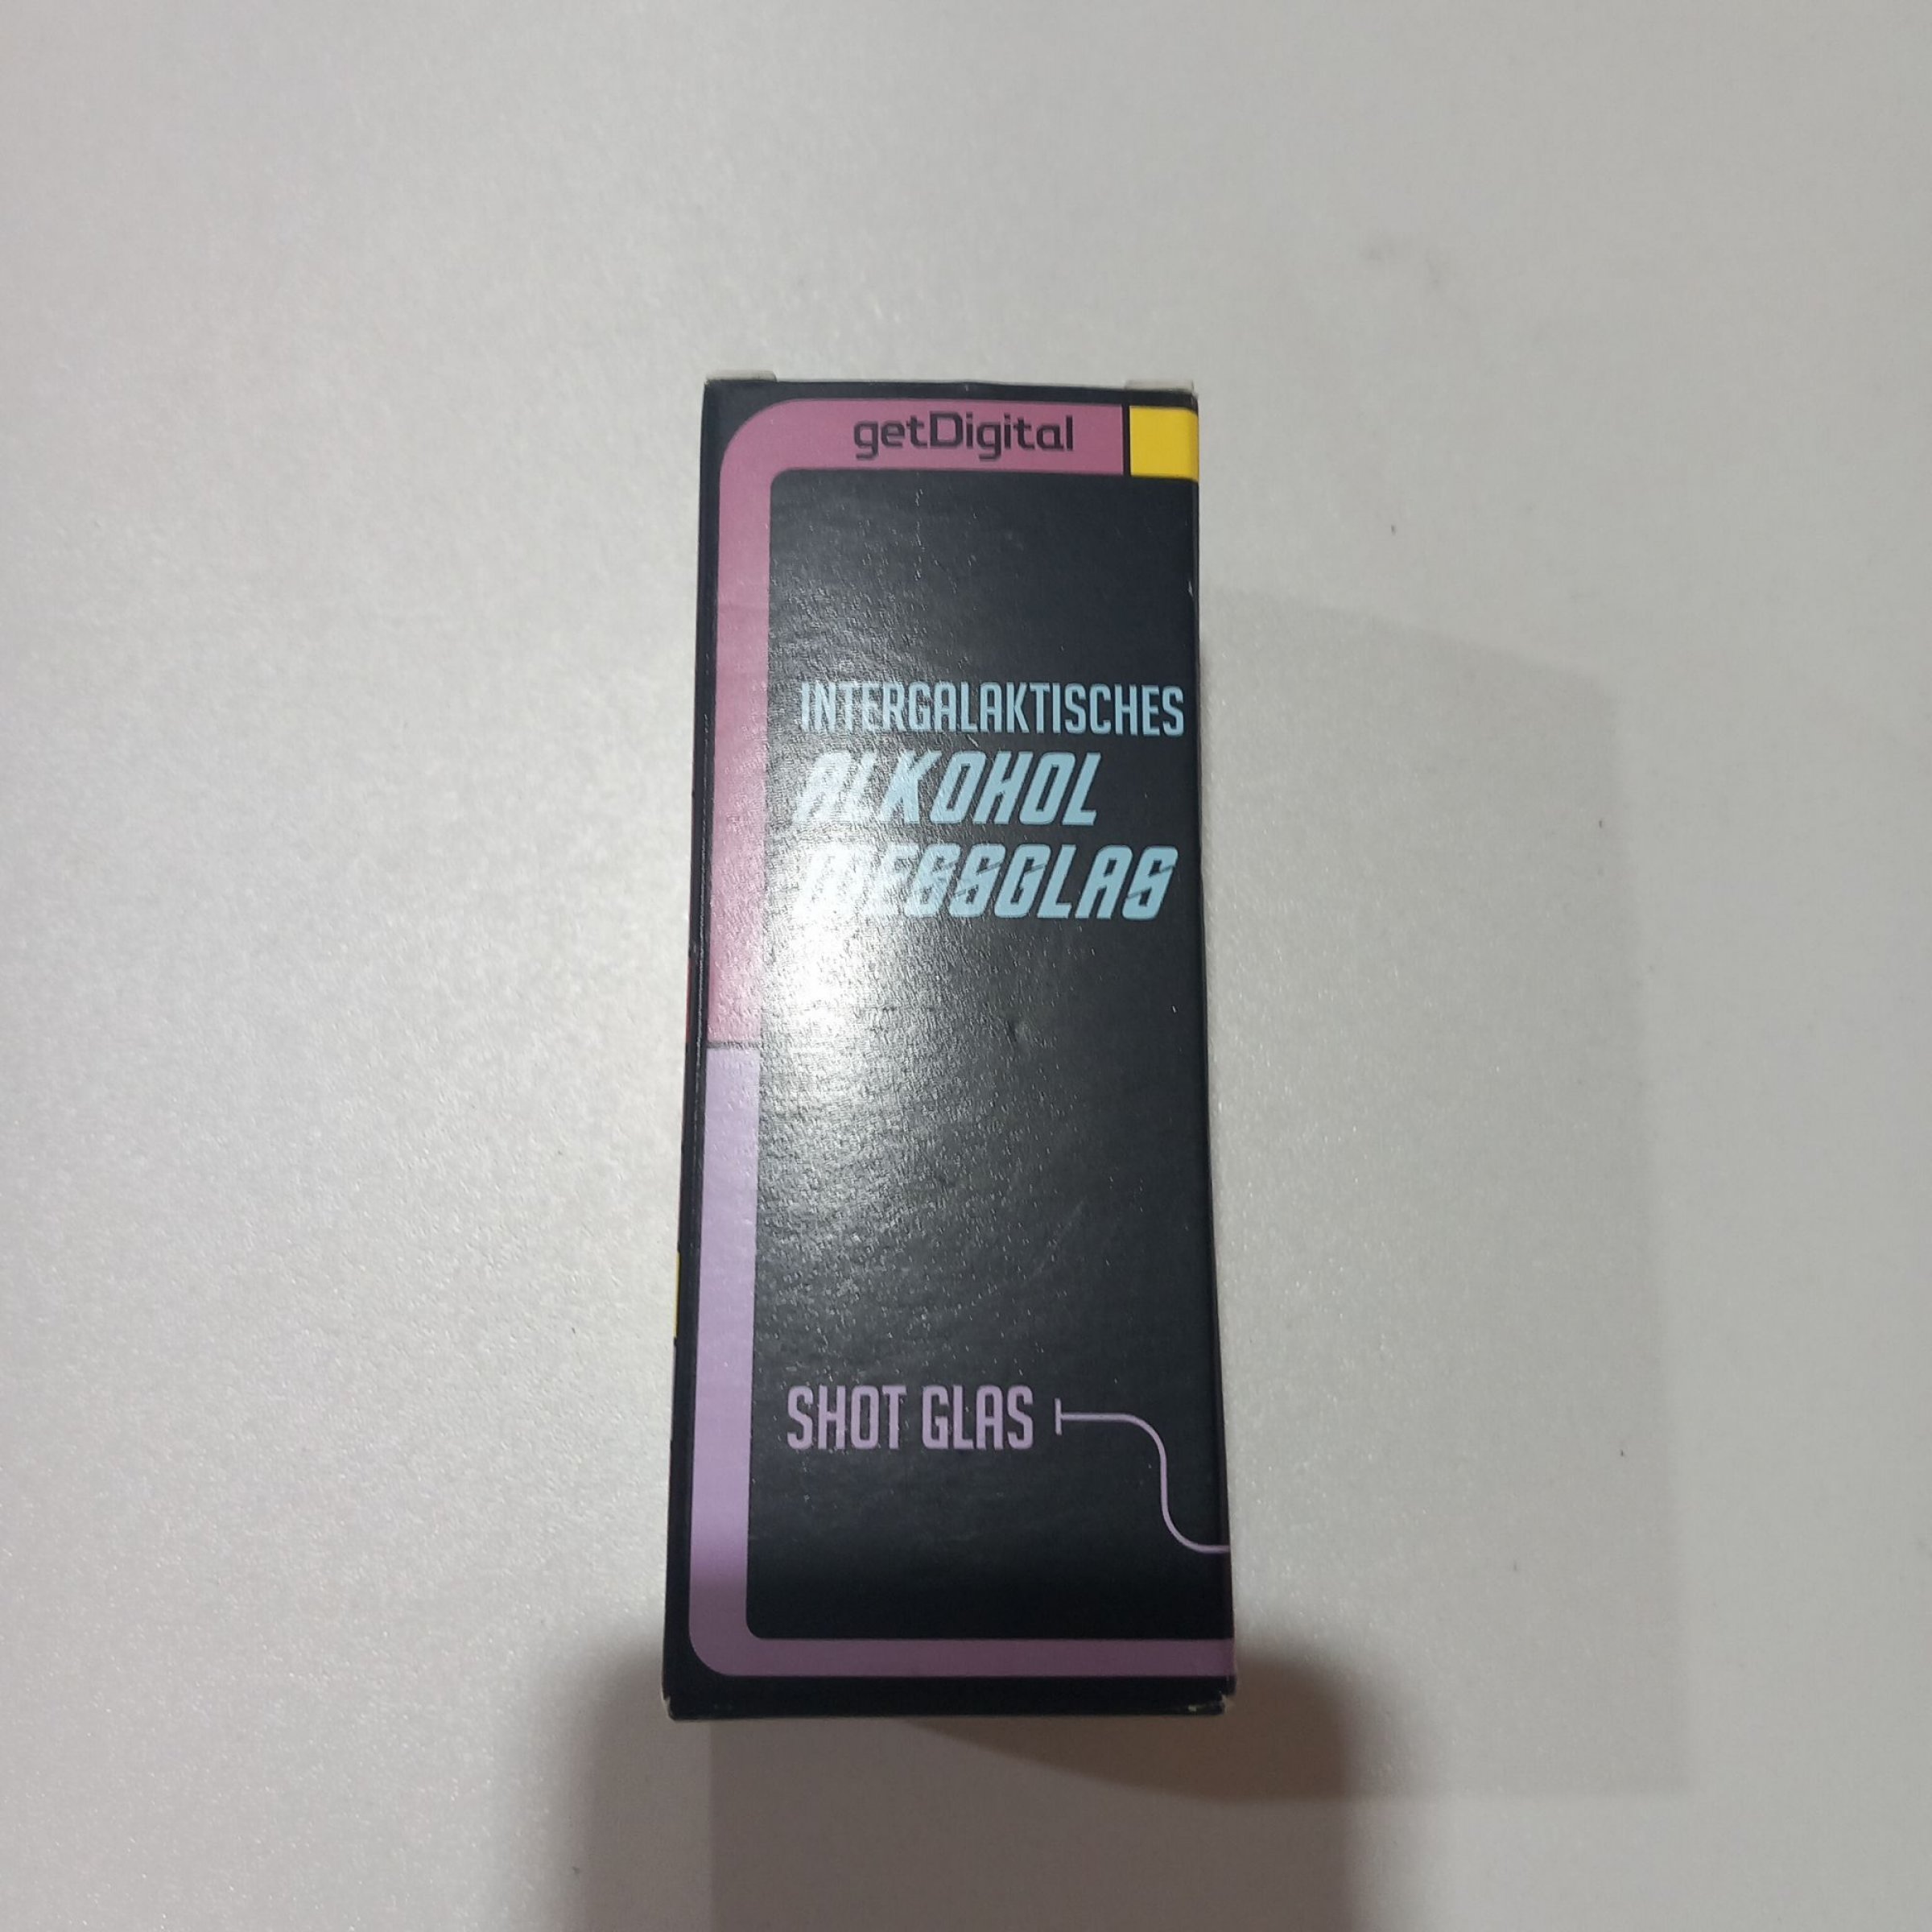 getDigital
INTERGALAKTISCHES
ALKOHOL
MESSGLAS
SHOT GLAS